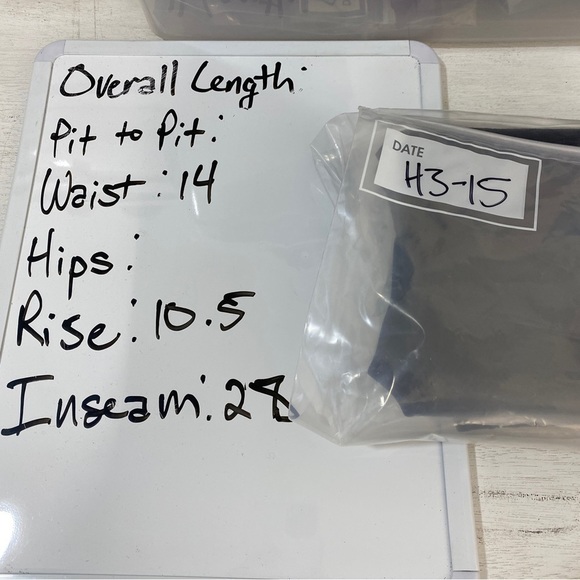 Overall Length:
Pit to Pit:
Waist: 14
Hips:
Rise: 10.5
Inseam: 28
DATE
H3-15